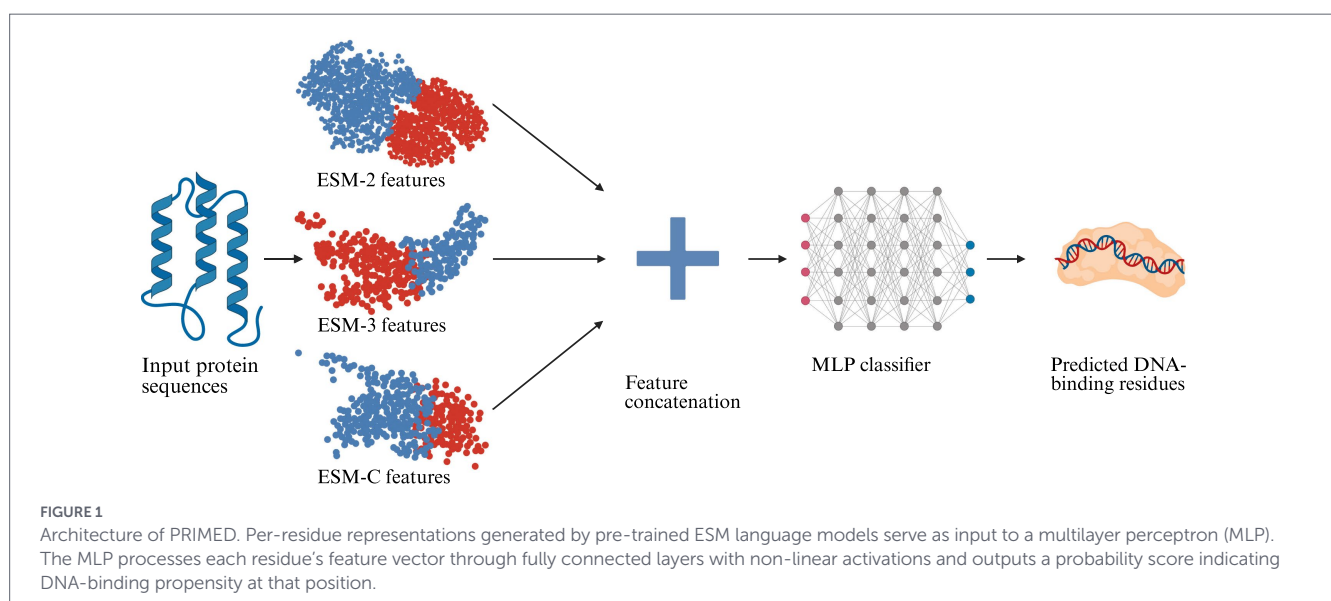 ESM-2 features
ESM-3 features
Input protein
sequences
ESM-C features
Feature
concatenation
MLP classifier
Predicted DNA-
binding residues
FIGURE 1
Architecture of PRIMED. Per-residue representations generated by pre-trained ESM language models serve as input to a multilayer perceptron (MLP).
The MLP processes each residue's feature vector through fully connected layers with non-linear activations and outputs a probability score indicating
DNA-binding propensity at that position.